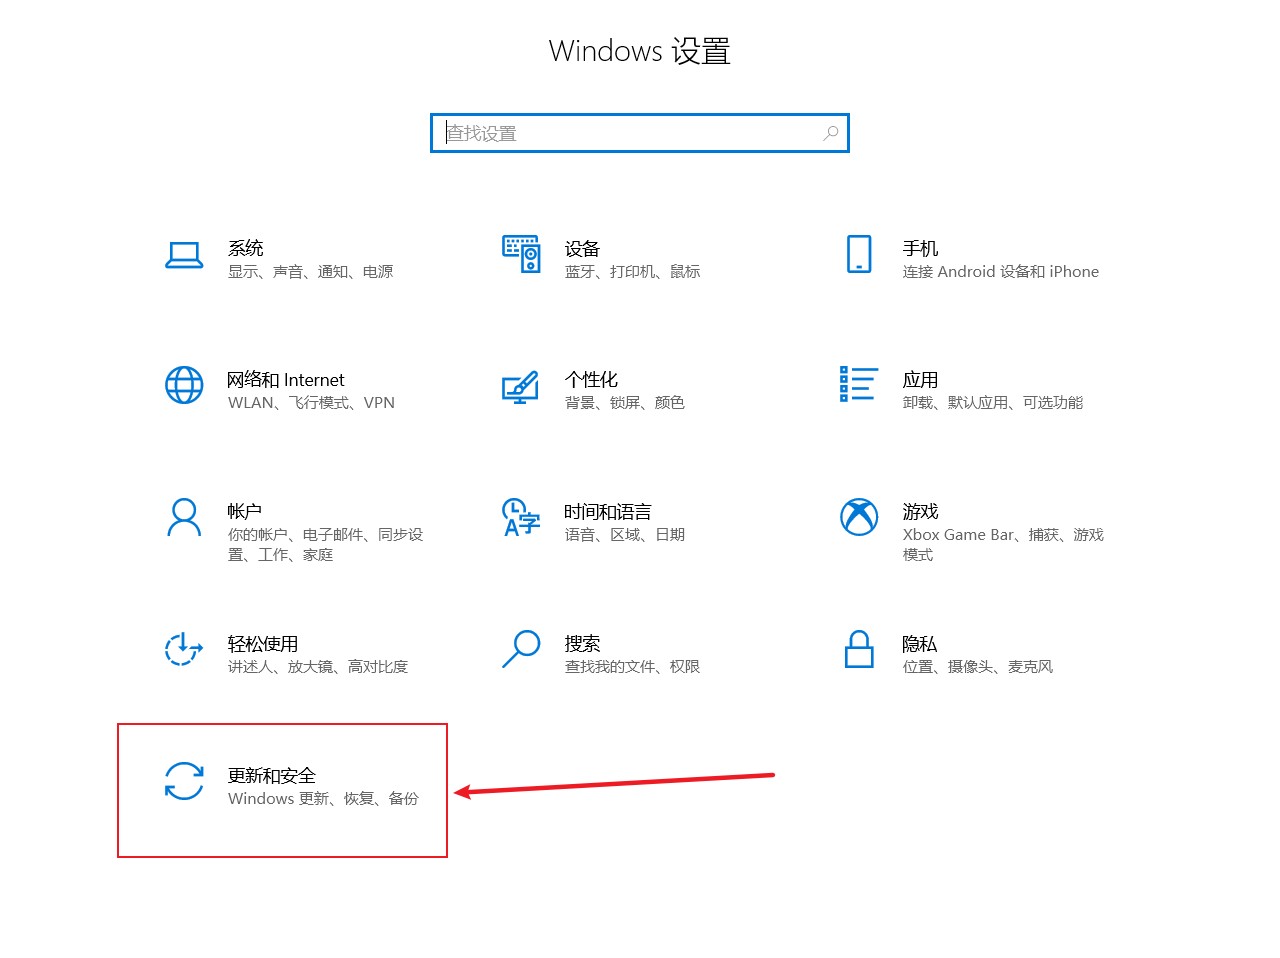 Windows 设置
查找设置
系统
显示、声音、通知、电源
设备
蓝牙、打印机、鼠标
手机
连接 Android 设备和 iPhone
网络和 Internet
WLAN、飞行模式、VPN
个性化
背景、锁屏、颜色
应用
卸载、默认应用、可选功能
帐户
你的帐户、电子邮件、同步设
置、工作、家庭
时间和语言
语音、区域、日期
游戏
Xbox Game Bar、捕获、游戏
模式
轻松使用
讲述人、放大镜、高对比度
搜索
查找我的文件、权限
隐私
位置、摄像头、麦克风
更新和安全
Windows 更新、恢复、备份